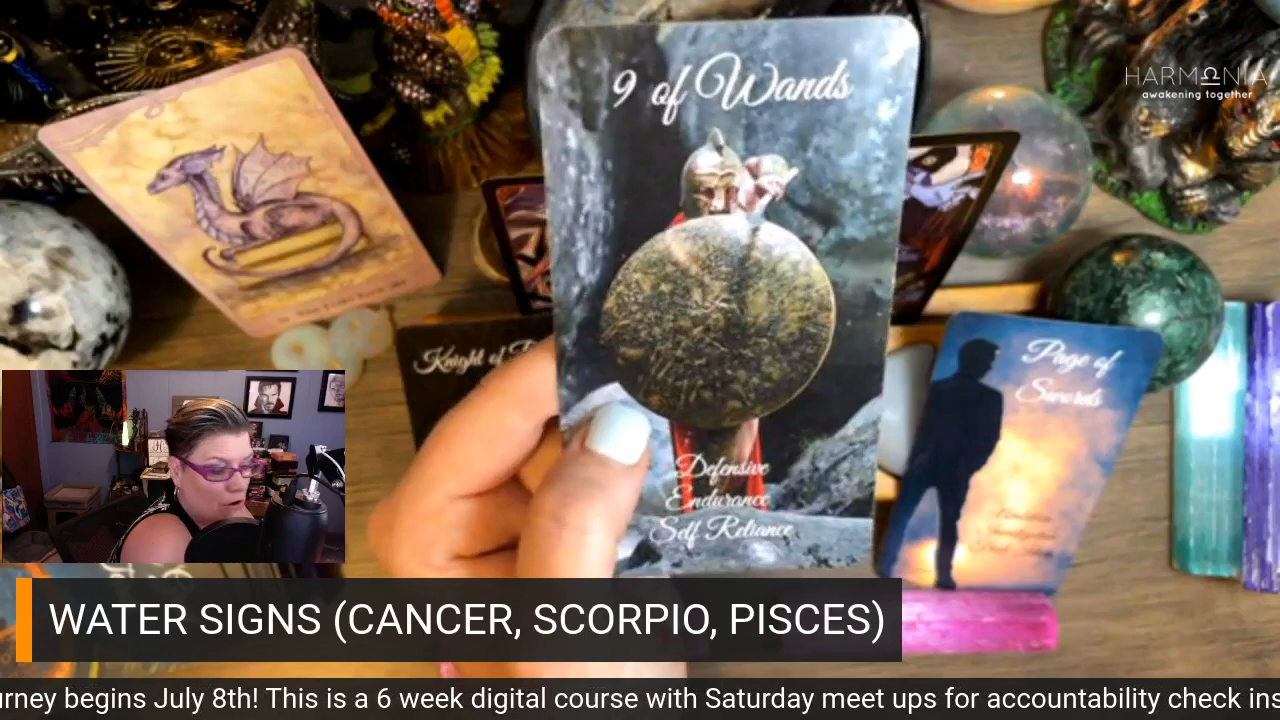 9 of Wands
HARMONIA
awakening together
Knight of
Page of
Swords
Defensive
Endurance
Self Reliance
WATER SIGNS (CANCER, SCORPIO, PISCES)
urney begins July 8th! This is a 6 week digital course with Saturday meet ups for accountability check ins